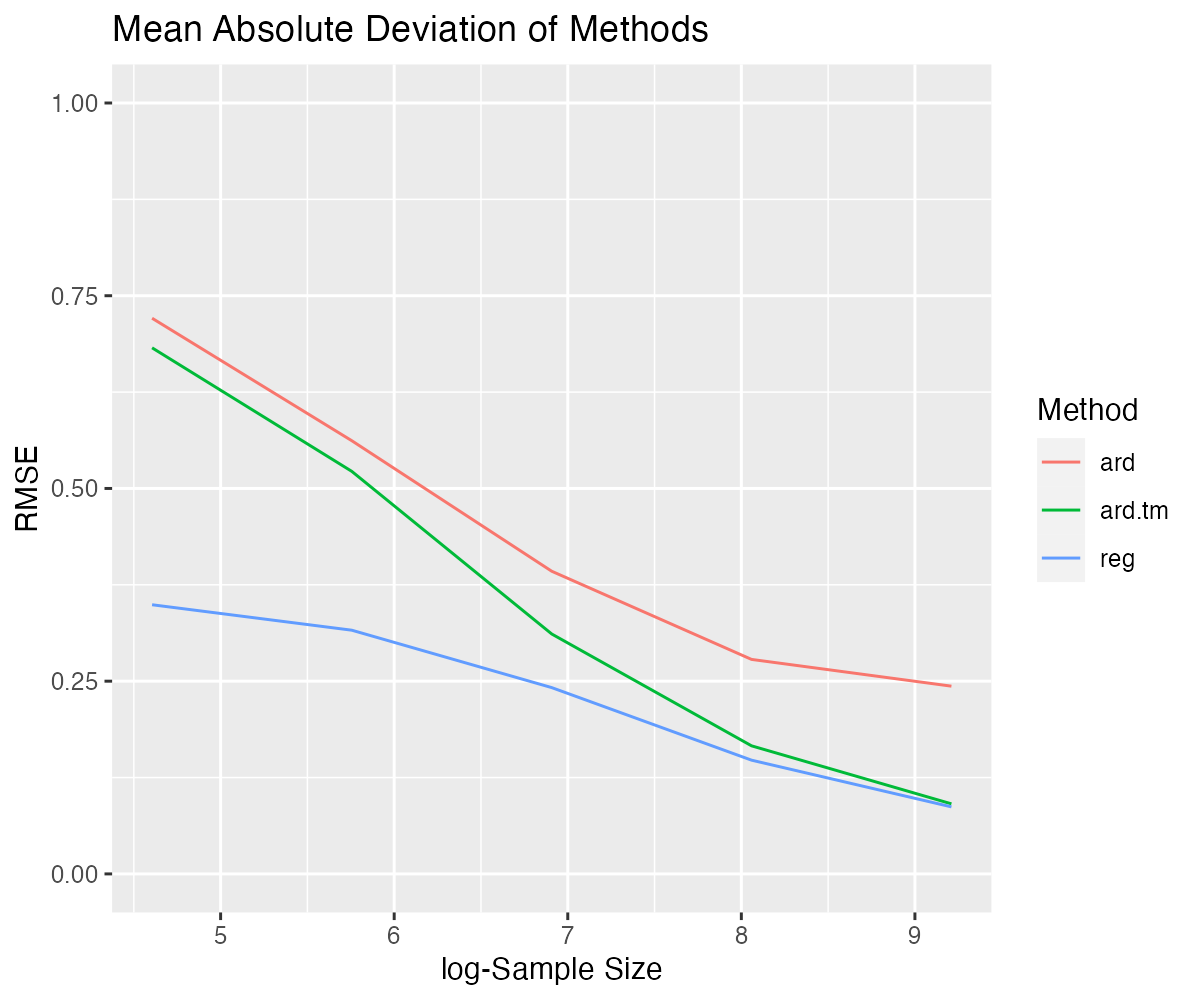 Mean Absolute Deviation of Methods
1.00
0.75
0.50
0.25
0.00
RMSE
5 6 7 8 9
log-Sample Size
Method
ard
ard.tm
reg